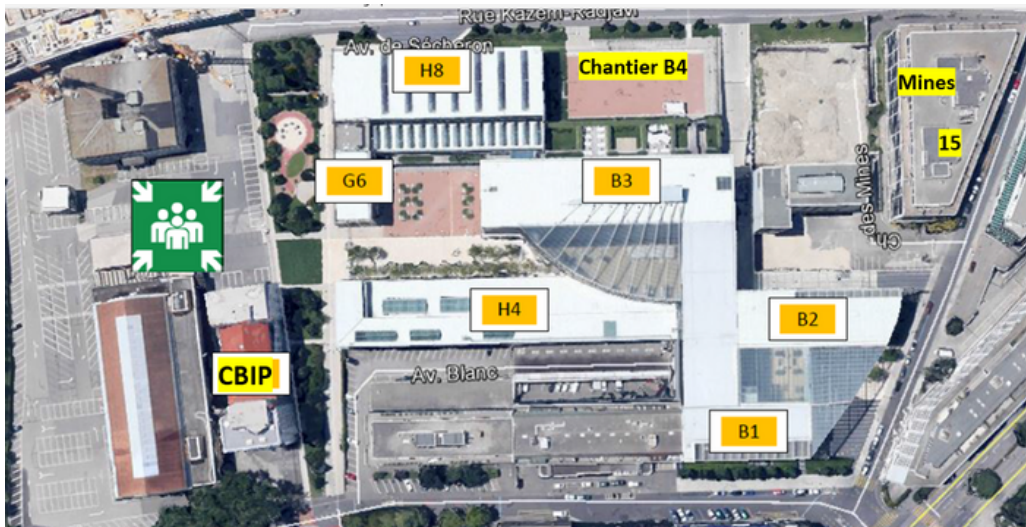 Rue Kazem-Radjavi
Av. de Sécheron
H8
Chantier B4
Mines
15
G6
B3
Ch. des Mines
H4
B2
CBIP
Av. Blanc
B1